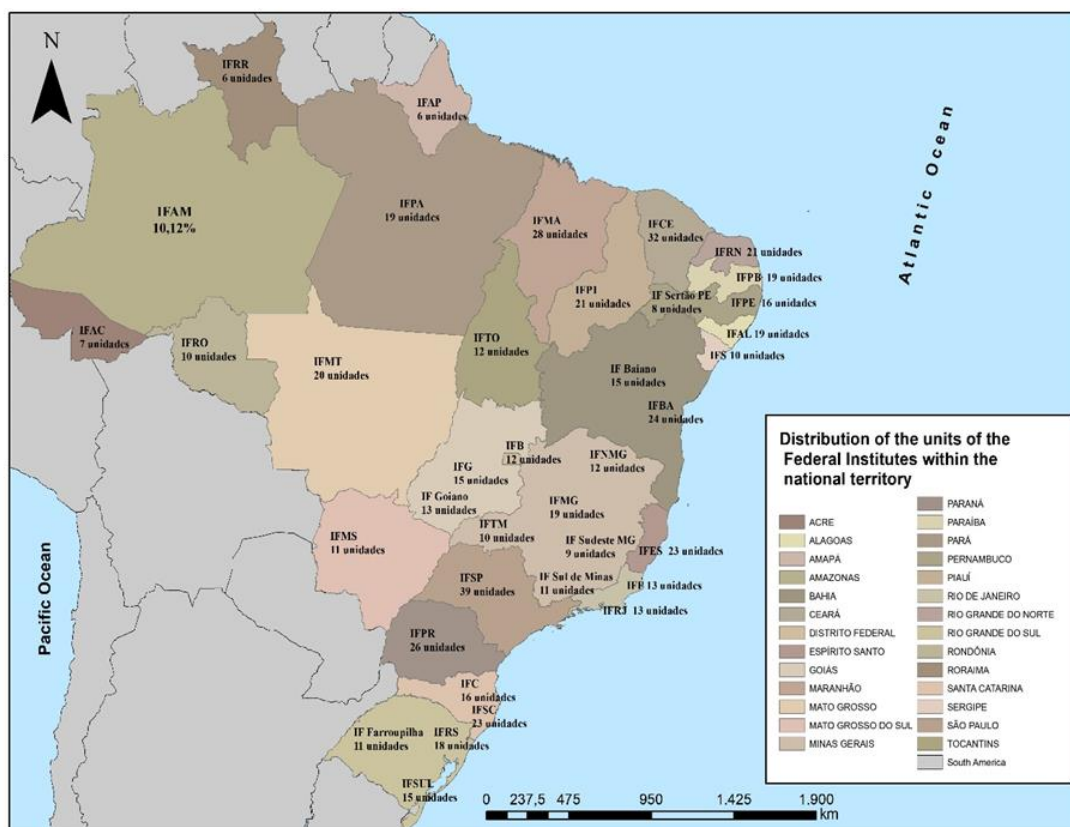 N
IFRR
6 unidades
IFAP
6 unidades
IFAM
10,12%
IFPA
19 unidades
IFMA
28 unidades
IFCE
32 unidades
IFRN 21 unidades
IFPB 19 unidades
IFPI
21 unidades
IF Sertão PE
8 unidades
IFPE 16 unidades
IFAL 19 unidades
IFS 10 unidades
IFAC
7 unidades
IFRO
10 unidades
IFTO
12 unidades
IFMT
20 unidades
IF Baiano
15 unidades
IFBA
24 unidades
IFB
12 unidades
IFNMG
12 unidades
IFG
15 unidades
IF Goiano
13 unidades
IFMG
19 unidades
IFTM
10 unidades
IF Sudeste MG
9 unidades
IFES 23 unidades
IFMS
11 unidades
IFSP
39 unidades
IF Sul de Minas
11 unidades
IFF 13 unidades
IFRJ 13 unidades
IFPR
26 unidades
IFC
16 unidades
IFSC
23 unidades
IF Farroupilha
11 unidades
IFRS
18 unidades
IFSUL
15 unidades
Atlantic Ocean
Pacific Ocean
Distribution of the units of the
Federal Institutes within the
national territory
ACRE
ALAGOAS
AMAPÁ
AMAZONAS
BAHIA
CEARÁ
DISTRITO FEDERAL
ESPÍRITO SANTO
GOIÁS
MARANHÃO
MATO GROSSO
MATO GROSSO DO SUL
MINAS GERAIS
PARANÁ
PARAÍBA
PARÁ
PERNAMBUCO
PIAUÍ
RIO DE JANEIRO
RIO GRANDE DO NORTE
RIO GRANDE DO SUL
RONDÔNIA
RORAIMA
SANTA CATARINA
SERGIPE
SÃO PAULO
TOCANTINS
South America
0 237,5 475 950 1.425 1.900
km